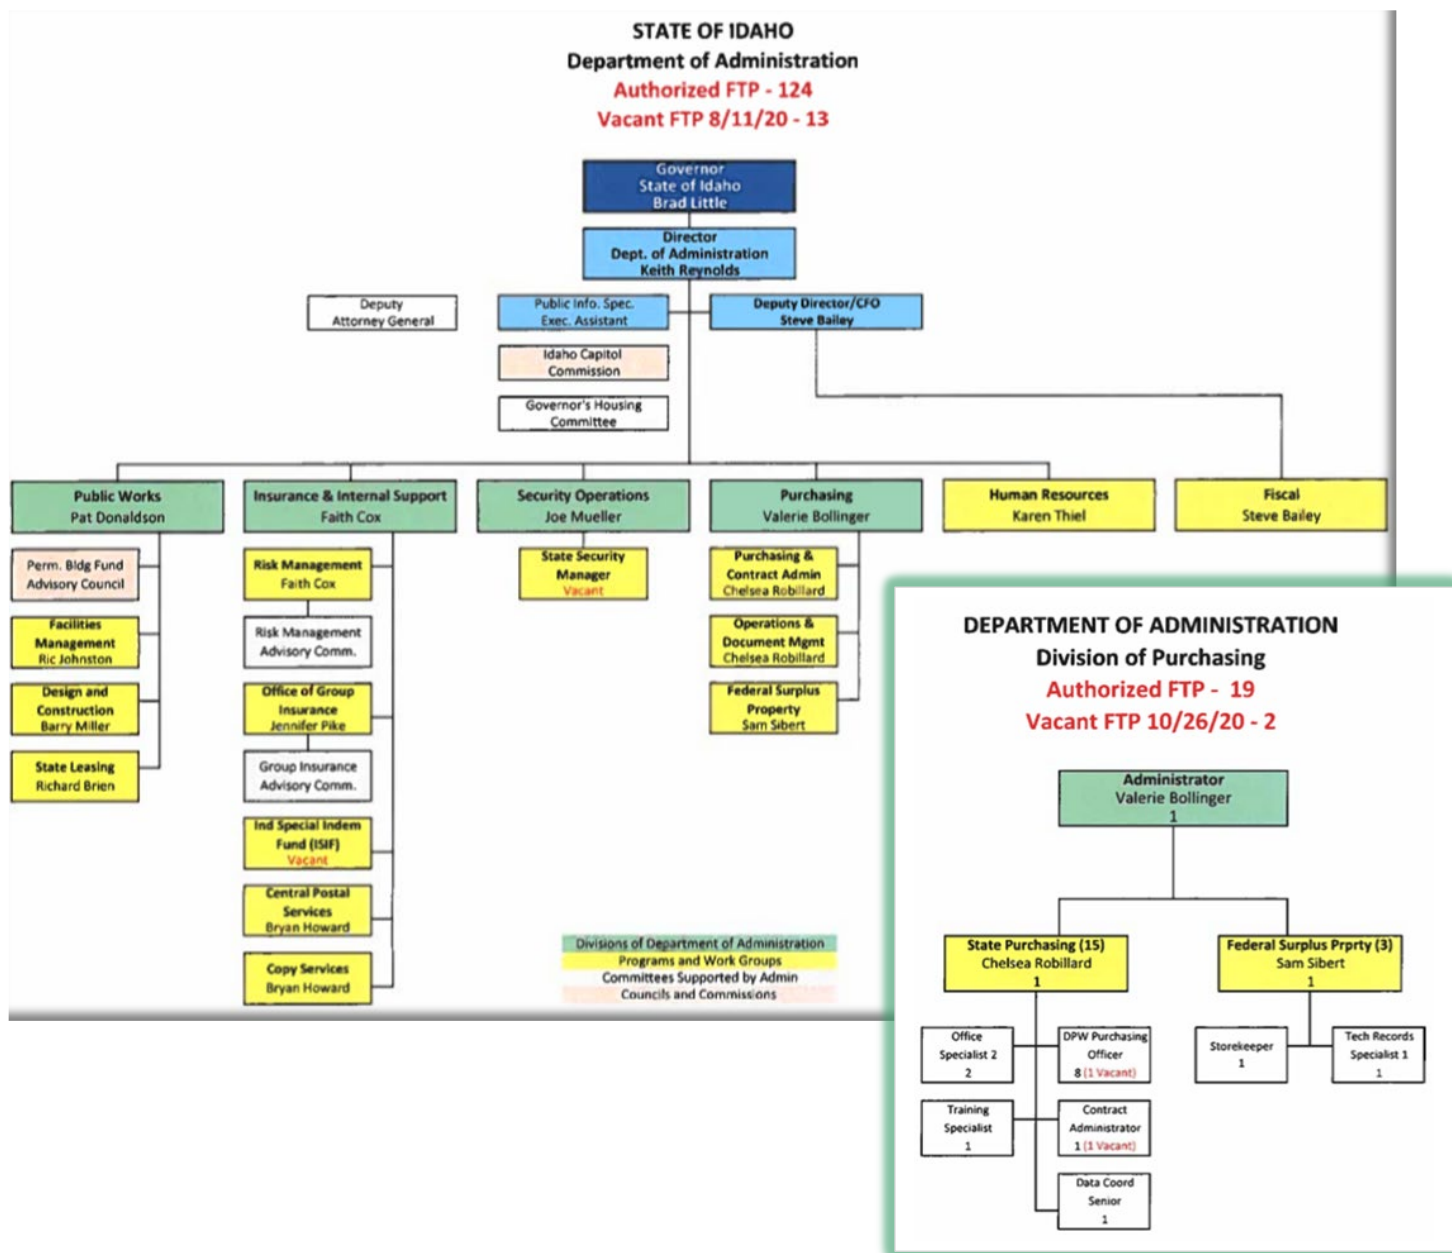 STATE OF IDAHO
Department of Administration
Authorized FTP - 124
Vacant FTP 8/11/20 - 13
Governor
State of Idaho
Brad Little
Director
Dept. of Administration
Keith Reynolds
Deputy
Attorney General
Public Info. Spec.
Exec. Assistant
Deputy Director/CFO
Steve Bailey
Idaho Capitol
Commission
Governor's Housing
Committee
Public Works
Pat Donaldson
Insurance & Internal Support
Faith Cox
Security Operations
Joe Mueller
Purchasing
Valerie Bollinger
Human Resources
Karen Thiel
Fiscal
Steve Bailey
Perm. Bldg Fund
Advisory Council
Facilities
Management
Ric Johnston
Design and
Construction
Barry Miller
State Leasing
Richard Brien
Risk Management
Faith Cox
Risk Management
Advisory Comm.
Office of Group
Insurance
Jennifer Pike
Group Insurance
Advisory Comm.
Ind Special Indem
Fund (ISIF)
Vacant
Central Postal
Services
Bryan Howard
Copy Services
Bryan Howard
State Security
Manager
Vacant
Purchasing &
Contract Admin
Chelsea Robillard
Operations &
Document Mgmt
Chelsea Robillard
Federal Surplus
Property
Sam Sibert
Divisions of Department of Administration
Programs and Work Groups
Committees Supported by Admin
Councils and Commissions
DEPARTMENT OF ADMINISTRATION
Division of Purchasing
Authorized FTP - 19
Vacant FTP 10/26/20 - 2
Administrator
Valerie Bollinger
1
State Purchasing (15)
Chelsea Robillard
1
Federal Surplus Prprty (3)
Sam Sibert
1
Office
Specialist 2
2
DPW Purchasing
Officer
8 (1 Vacant)
Training
Specialist
1
Contract
Administrator
1 (1 Vacant)
Data Coord
Senior
1
Storekeeper
1
Tech Records
Specialist 1
1